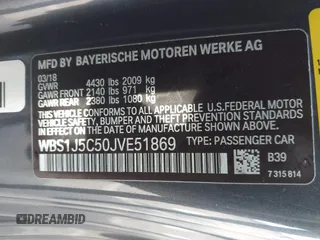 MFD BY BAYERISCHE MOTOREN WERKE AG
03/18
GVWR 4430 lbs 2009 kg
GAWR FRONT 2140 lbs 971 kg
GAWR REAR 2380 lbs 1080 kg
THIS VEHICLE CONFORMS TO ALL APPLICABLE
U.S.FEDERAL MOTOR
VEHICLE SAFETY, BUMPER, AND THEFT PREVENTION
STANDARDS IN EFFECT ON THE DATE OF
MANUFACTURE SHOWN ABOVE.
WBS1J5C50JVE51869 TYPE: PASSENGER CAR
B39
7 315 814
DREAMBID